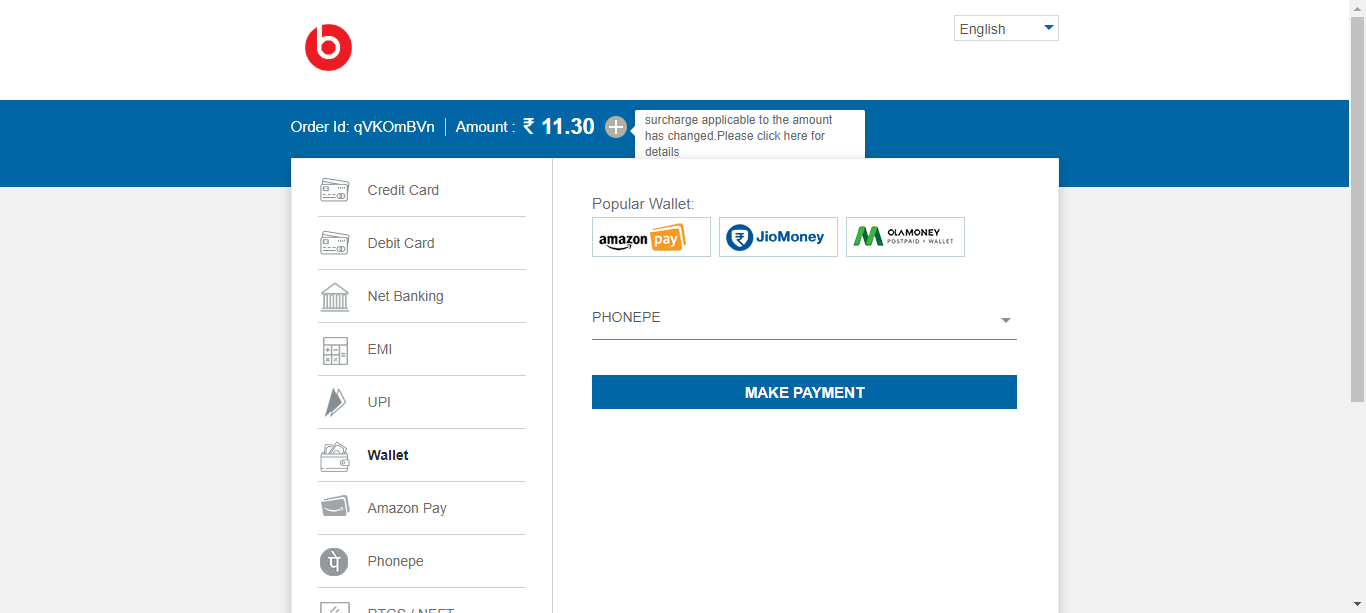 b
English
Order Id: qVKOmBVn
Amount : ₹ 11.30
surcharge applicable to the amount
has changed.Please click here for
details
Credit Card
Debit Card
Net Banking
EMI
UPI
Wallet
Amazon Pay
पे
Phonepe
RTGS / NEFT
Popular Wallet:
amazon pay
JioMoney
OLAMONEY
POSTPAID + WALLET
PHONEPE
MAKE PAYMENT